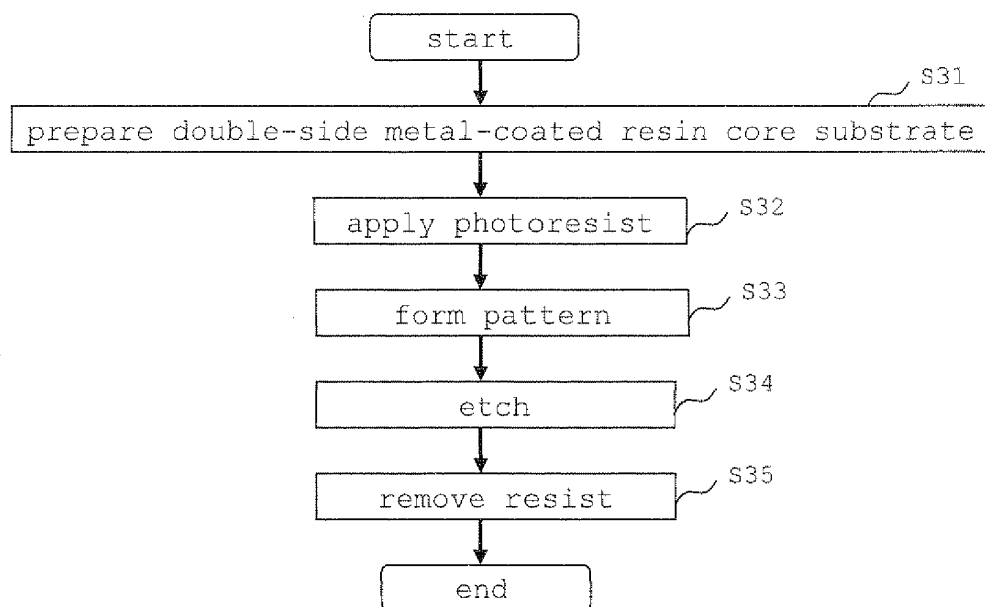 start
S31
prepare double-side metal-coated resin core substrate
S32
apply photoresist
S33
form pattern
S34
etch
S35
remove resist
end